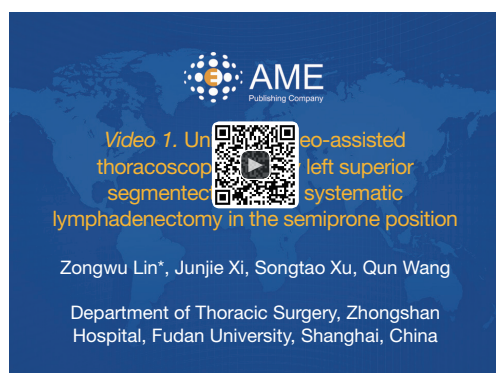 AME
Publishing Company
Video 1. Un eo-assisted
thoracoscop left superior
segmentec systematic
lymphadenectomy in the semiprone position
Zongwu Lin*, Junjie Xi, Songtao Xu, Qun Wang
Department of Thoracic Surgery, Zhongshan
Hospital, Fudan University, Shanghai, China